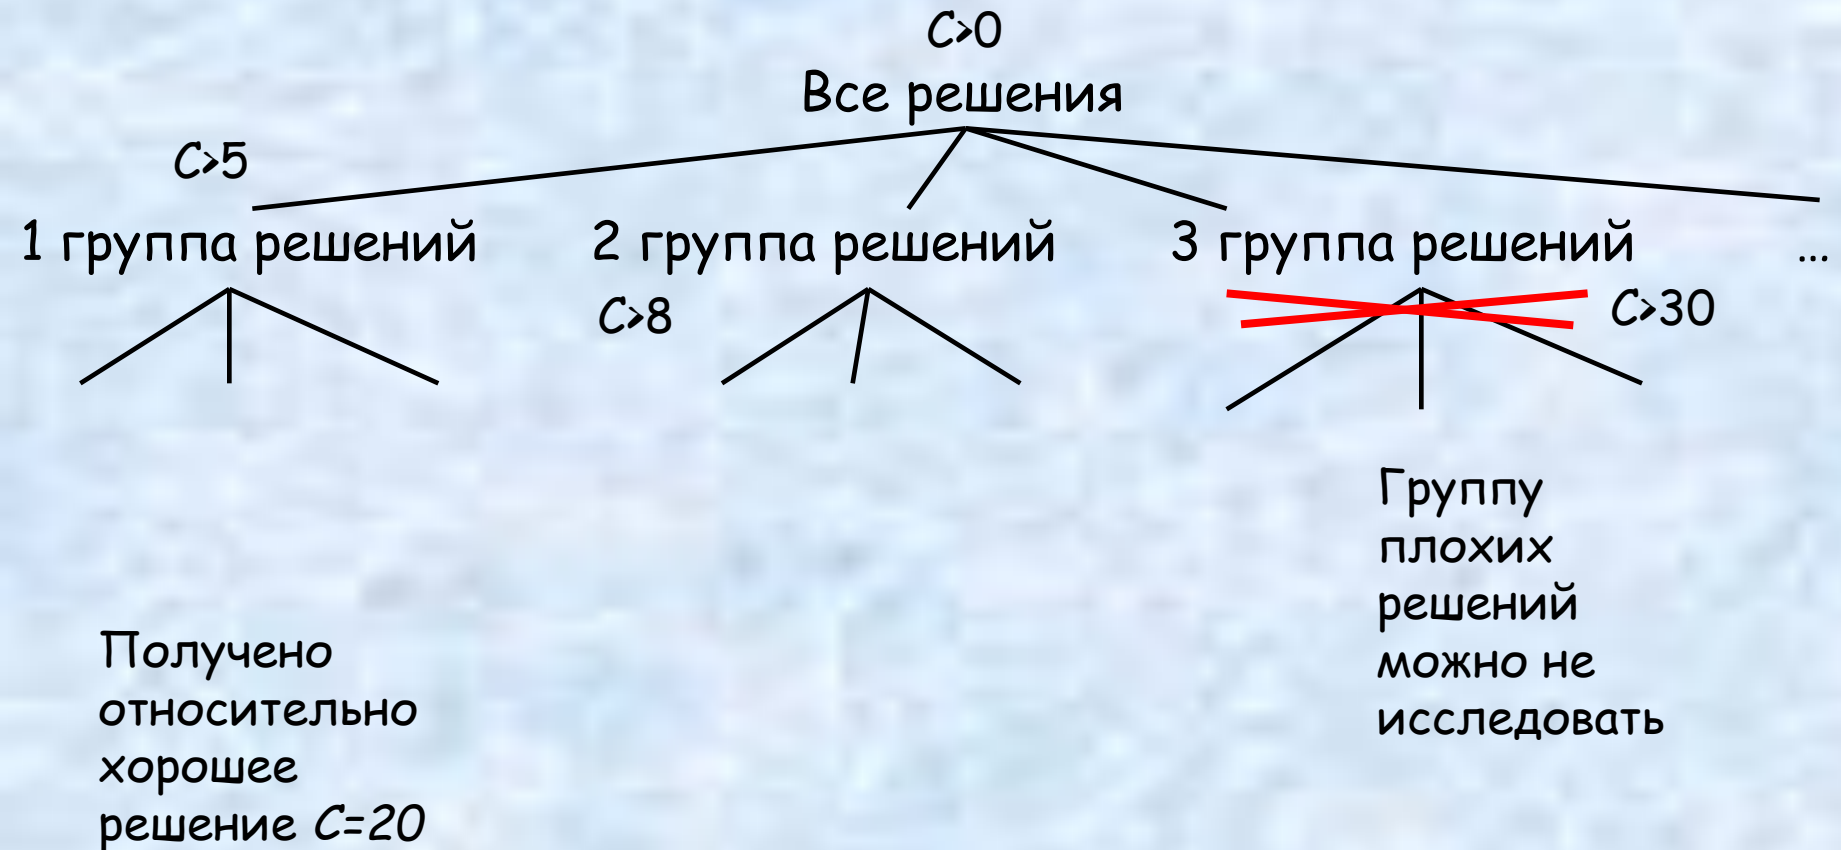 C>0
Все решения
C>5
1 группа решений
2 группа решений
3 группа решений
...
C>8
C>30
Группу
плохих
решений
можно не
исследовать
Получено
относительно
хорошее
решение C=20